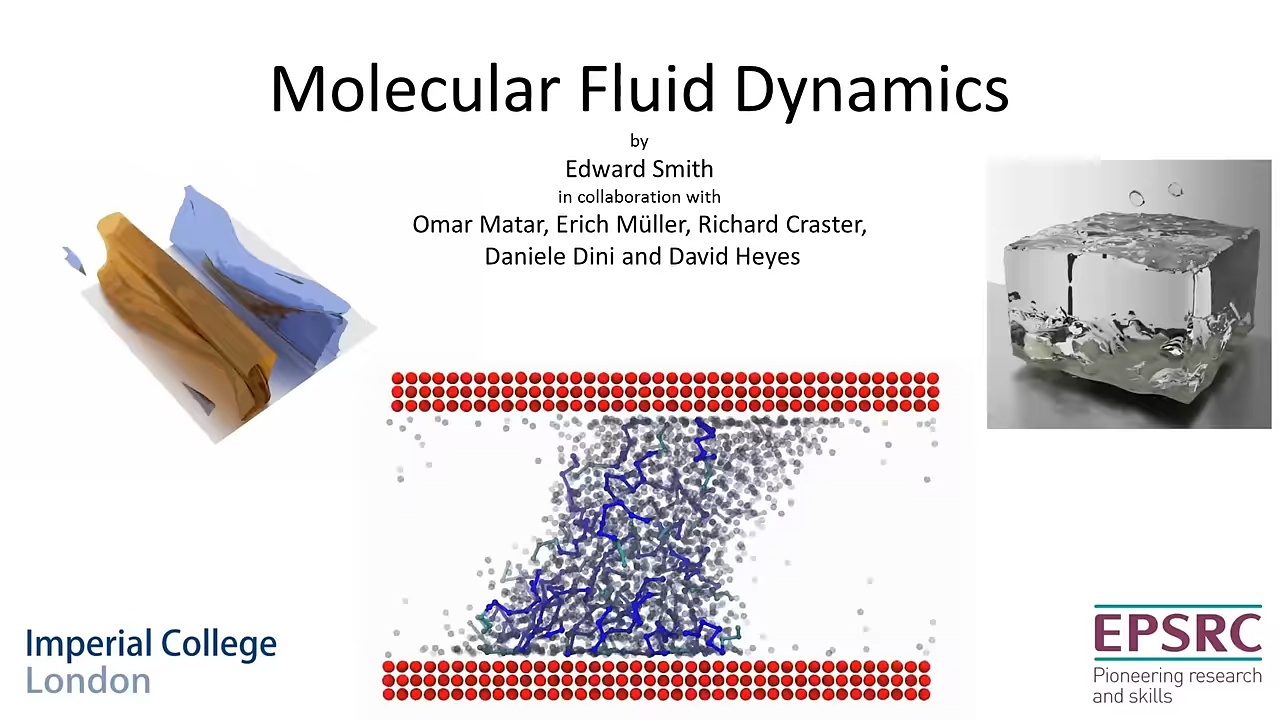 Molecular Fluid Dynamics
by
Edward Smith
in collaboration with
Omar Matar, Erich Müller, Richard Craster,
Daniele Dini and David Heyes
Imperial College
London
EPSRC
Pioneering research
and skills